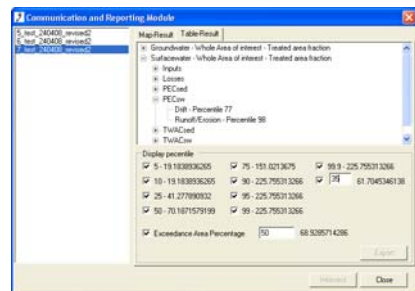 Communication and Reporting Module
5_test_240408_revised2
6_test_240408_revised2
7_test_240408_revised2
Map-Result Table-Result
Groundwater - Whole Area of interest - Treated area fraction
Surfacewater - Whole Area of interest - Treated area fraction
Inputs
Losses
PECsed
PECsw
Drift - Percentile 77
Runoff/Erosion - Percentile 98
TWACsed
TWACsw
Display pecentile
5 - 19.1838936265 75 - 151.0213675 99.9 - 225.755313266
10 - 19.1838936265 90 - 225.755313266 35 61.7045346138
25 - 41.277890932 95 - 225.755313266
50 - 70.1871579199 99 - 225.755313266
Exceedance Area Percentage 50 68.9285714286
Export
Close